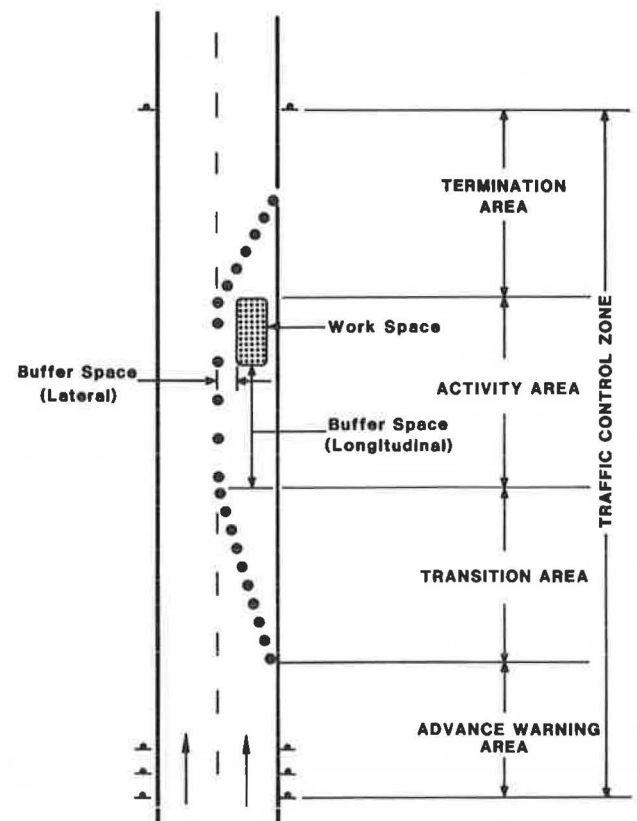 TERMINATION
AREA
Work Space
Buffer Space
(Lateral)
ACTIVITY AREA
Buffer Space
(Longitudinal)
TRAFFIC CONTROL ZONE
TRANSITION AREA
ADVANCE WARNING
AREA